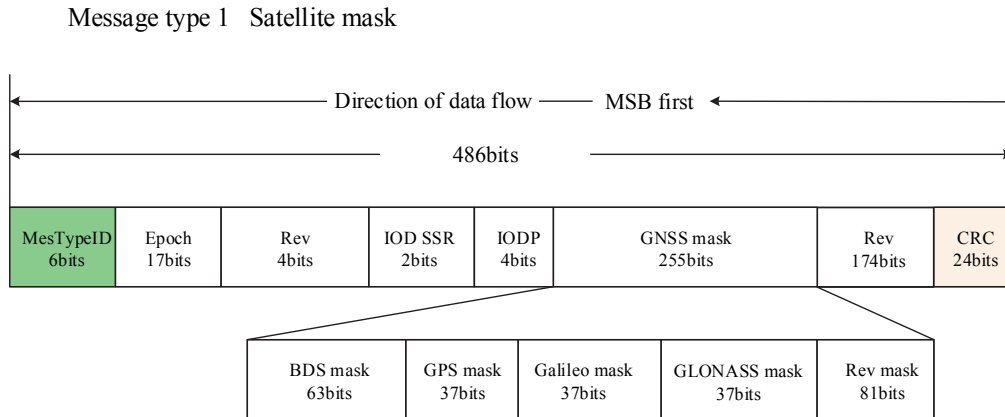 Message type 1 Satellite mask
Direction of data flow MSB first
486bits
MesTypeID Epoch Rev IOD SSR IODP GNSS mask Rev CRC
6bits 17bits 4bits 2bits 4bits 255bits 174bits 24bits
BDS mask GPS mask Galileo mask GLONASS mask Rev mask
63bits 37bits 37bits 37bits 81bits